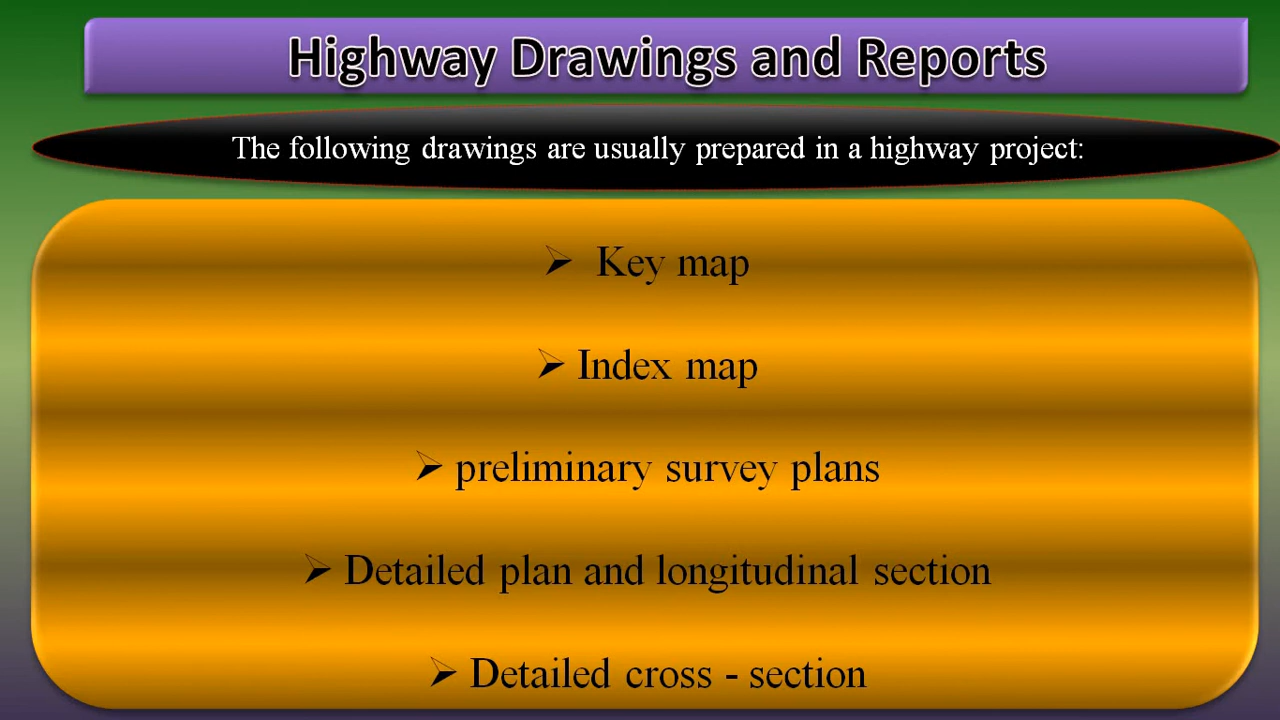 Highway Drawings and Reports
The following drawings are usually prepared in a highway project:
➢ Key map
➢ Index map
➢ preliminary survey plans
➢ Detailed plan and longitudinal section
➢ Detailed cross - section